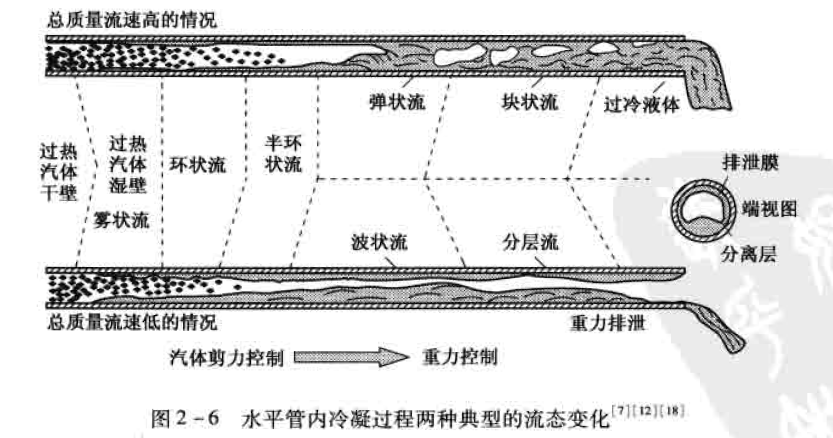 总质量流速高的情况
弹状流
块状流
过冷液体
过热
汽体
干壁
过热
汽体
湿壁
雾状流
环状流
半环
状流
排泄膜
端视图
分离层
波状流
分层流
总质量流速低的情况
重力排泄
汽体剪力控制
重力控制
图2-6 水平管内冷凝过程两种典型的流态变化[7][12][18]